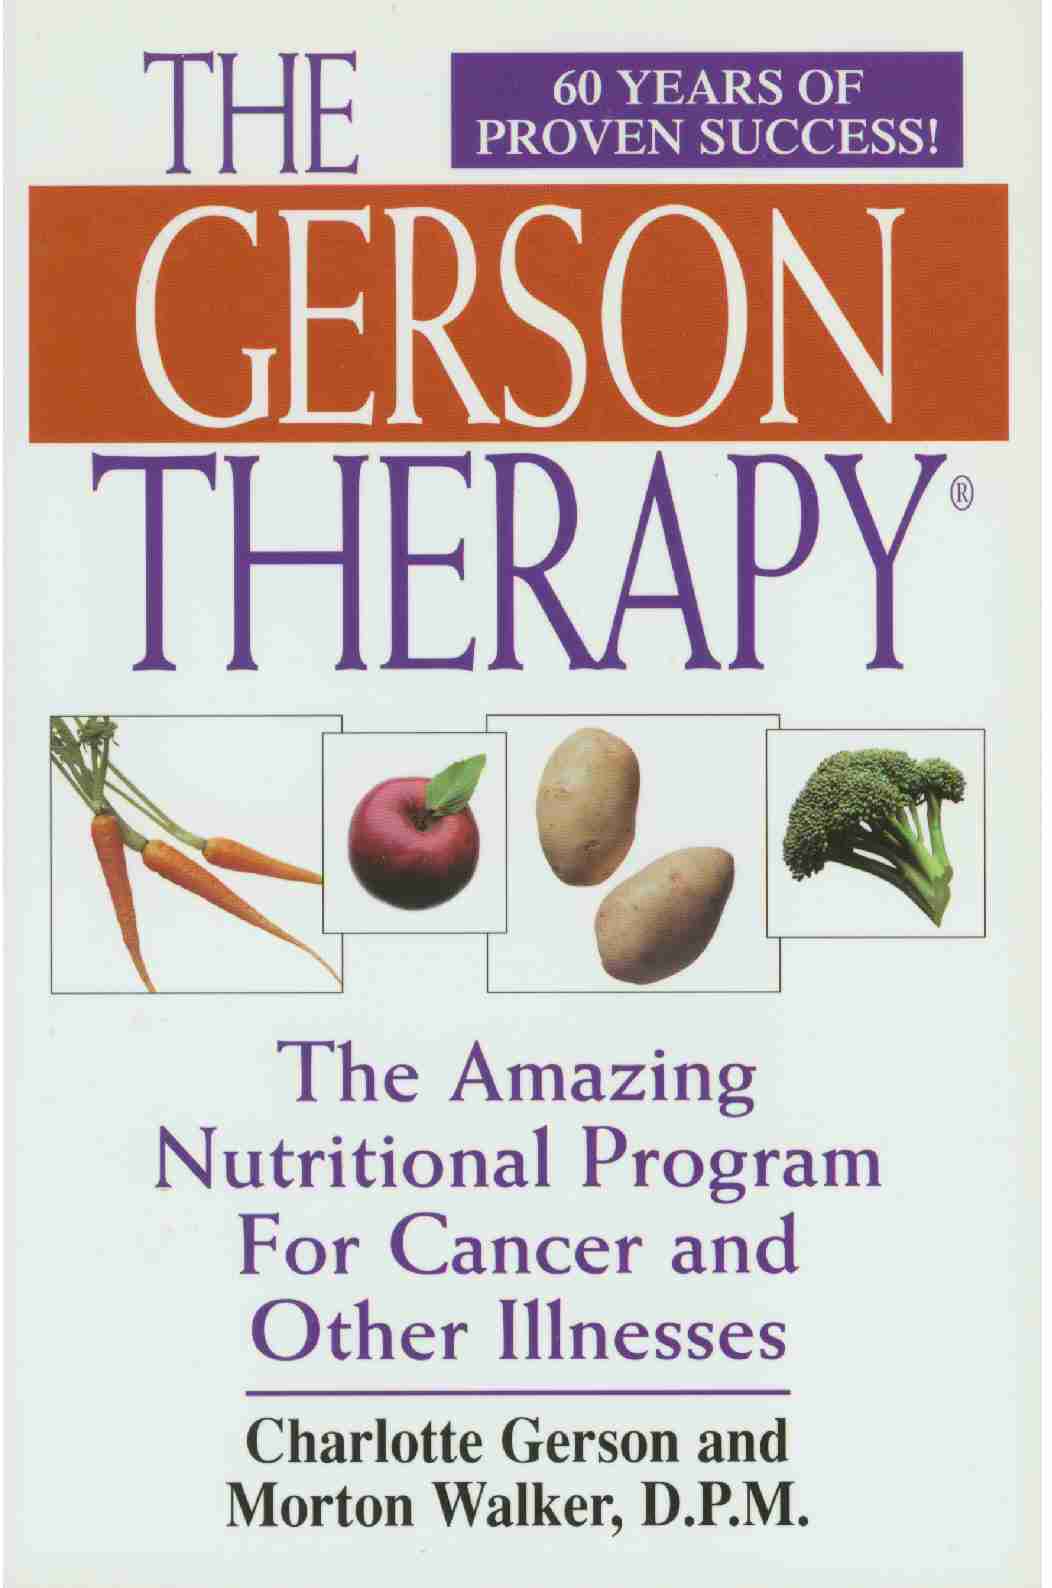 THE
60 YEARS OF
PROVEN SUCCESS!
GERSON
THERAPY®
The Amazing
Nutritional Program
For Cancer and
Other Illnesses
Charlotte Gerson and
Morton Walker, D.P.M.